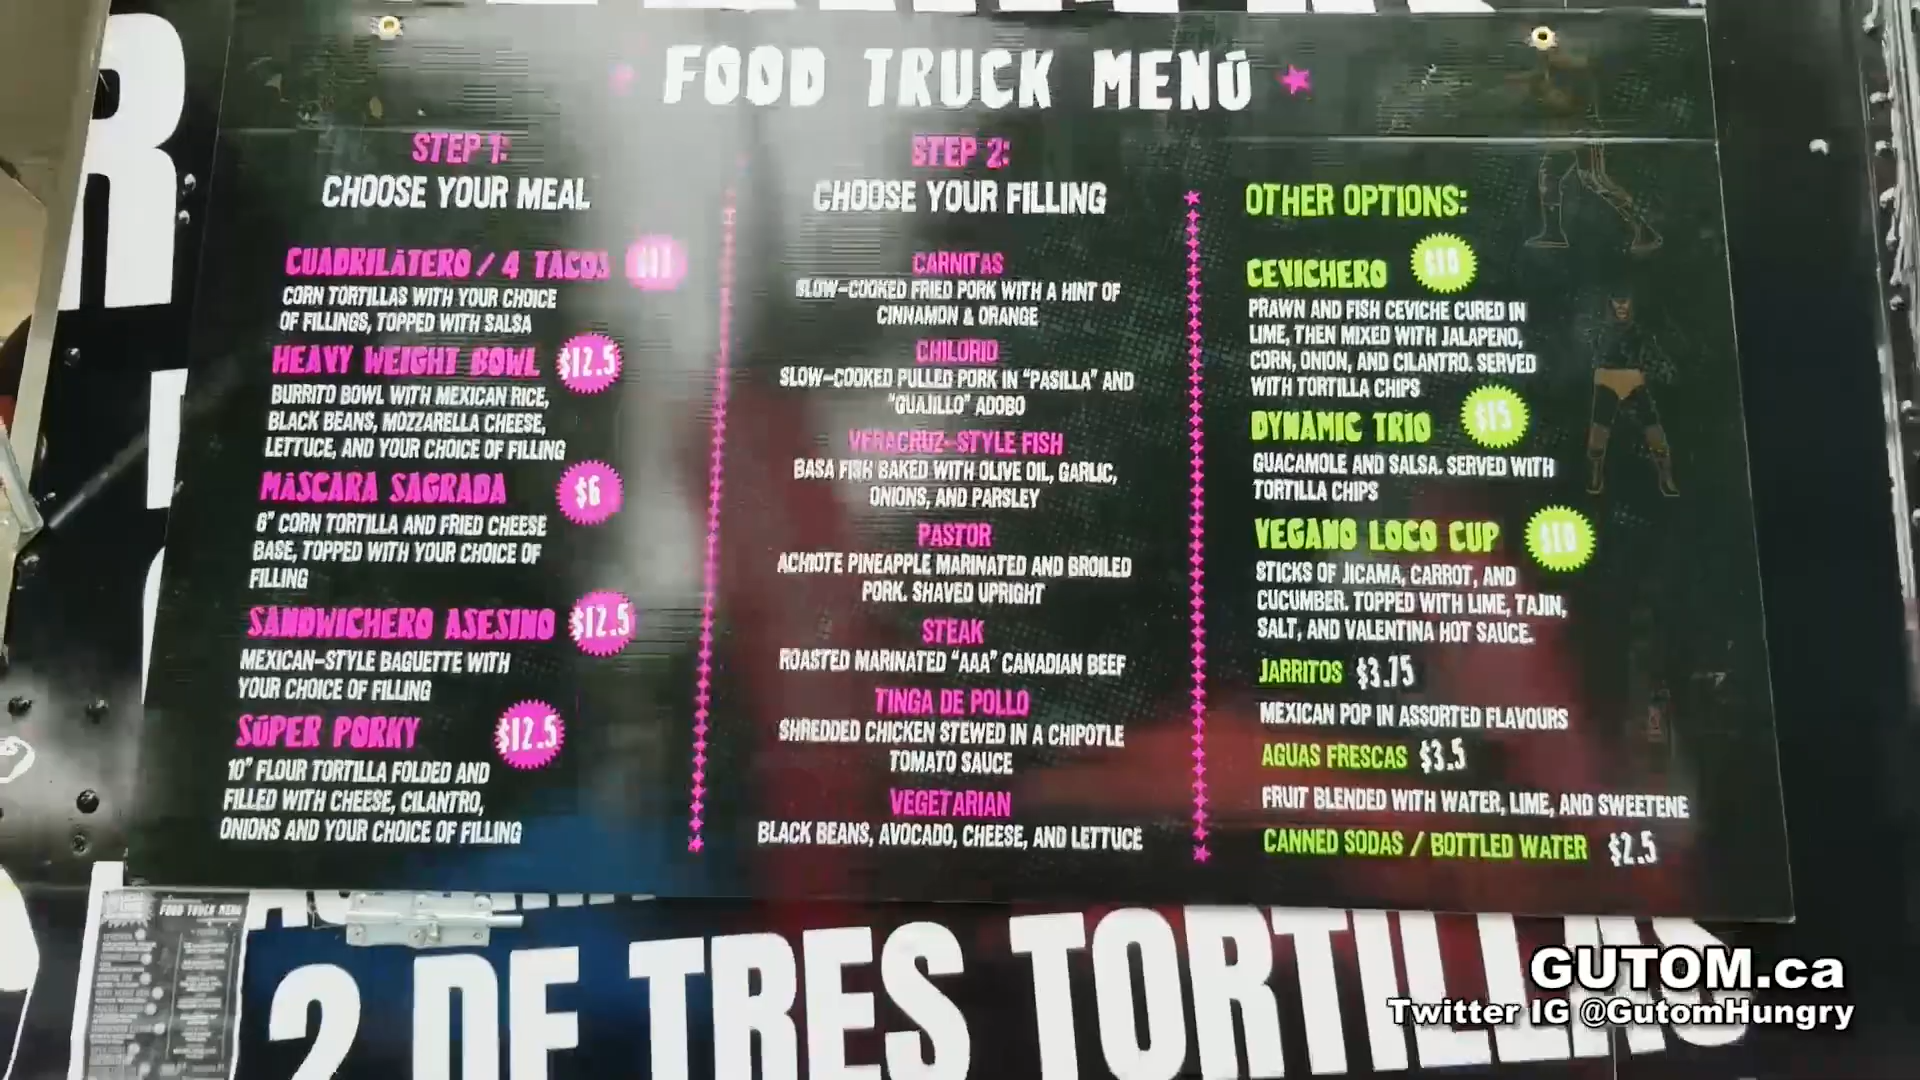 FOOD TRUCK MENÚ
STEP 1:
CHOOSE YOUR MEAL
CUADRILÁTERO / 4 TACOS
CORN TORTILLAS WITH YOUR CHOICE
OF FILLINGS, TOPPED WITH SALSA
HEAVY WEIGHT BOWL $12.5
BURRITO BOWL WITH MEXICAN RICE,
BLACK BEANS, MOZZARELLA CHEESE,
LETTUCE, AND YOUR CHOICE OF FILLING
MÁSCARA SAGRADA $6
6" CORN TORTILLA AND FRIED CHEESE
BASE, TOPPED WITH YOUR CHOICE OF
FILLING
SANDWICHERO ASESINO $12.5
MEXICAN-STYLE BAGUETTE WITH
YOUR CHOICE OF FILLING
SÚPER PORKY $12.5
10" FLOUR TORTILLA FOLDED AND
FILLED WITH CHEESE, CILANTRO,
ONIONS AND YOUR CHOICE OF FILLING
STEP 2:
CHOOSE YOUR FILLING
CARNITAS
SLOW-COOKED FRIED PORK WITH A HINT OF
CINNAMON & ORANGE
CHILORIO
SLOW-COOKED PULLED PORK IN "PASILLA" AND
"GUAJILLO" ADOBO
VERACRUZ-STYLE FISH
BASA FISH BAKED WITH OLIVE OIL, GARLIC,
ONIONS, AND PARSLEY
PASTOR
ACHIOTE PINEAPPLE MARINATED AND BROILED
PORK. SHAVED UPRIGHT
STEAK
ROASTED MARINATED "AAA" CANADIAN BEEF
TINGA DE POLLO
SHREDDED CHICKEN STEWED IN A CHIPOTLE
TOMATO SAUCE
VEGETARIAN
BLACK BEANS, AVOCADO, CHEESE, AND LETTUCE
OTHER OPTIONS:
CEVICHERO $10
PRAWN AND FISH CEVICHE CURED IN
LIME, THEN MIXED WITH JALAPENO,
CORN, ONION, AND CILANTRO. SERVED
WITH TORTILLA CHIPS
DYNAMIC TRIO $15
GUACAMOLE AND SALSA. SERVED WITH
TORTILLA CHIPS
VEGANO LOCO CUP $10
STICKS OF JICAMA, CARROT, AND
CUCUMBER. TOPPED WITH LIME, TAJIN,
SALT, AND VALENTINA HOT SAUCE.
JARRITOS $3.75
MEXICAN POP IN ASSORTED FLAVOURS
AGUAS FRESCAS $3.5
FRUIT BLENDED WITH WATER, LIME, AND SWEETENE
CANNED SODAS / BOTTLED WATER $2.5
FOOD TRUCK MENU
2 DE TRES TORTILLAS
GUTOM.ca
Twitter IG @GutomHungry